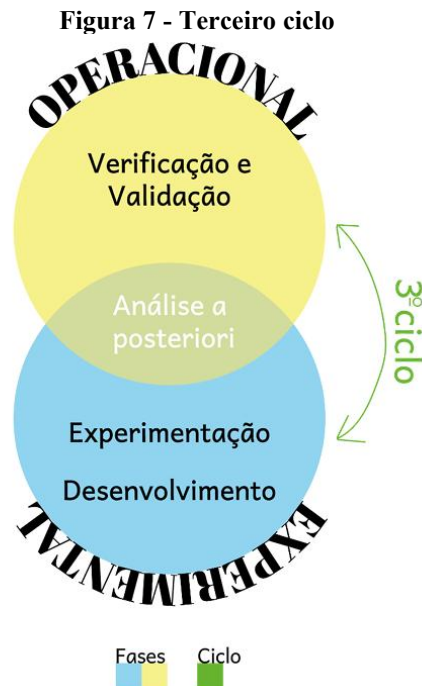 Figura 7 - Terceiro ciclo
OPERACIONAL
Verificação e
Validação
Análise a
posteriori
3º ciclo
Experimentação
Desenvolvimento
EXPERIMENTAL
Fases Ciclo